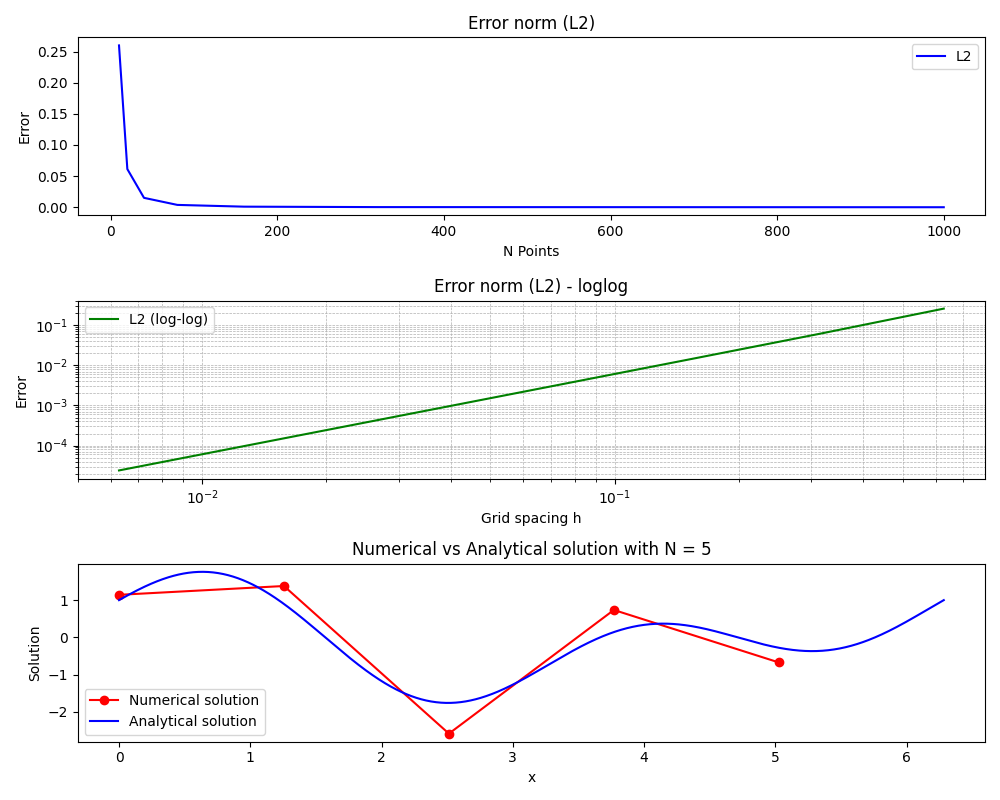 Error norm (L2)
0.25
0.20
0.15
0.10
0.05
0.00
Error
L2
0 200 400 600 800 1000
N Points
Error norm (L2) - loglog
10⁻¹
10⁻²
10⁻³
10⁻⁴
Error
L2 (log-log)
10⁻² 10⁻¹
Grid spacing h
Numerical vs Analytical solution with N = 5
1
0
−1
−2
Solution
Numerical solution
Analytical solution
0 1 2 3 4 5 6
x